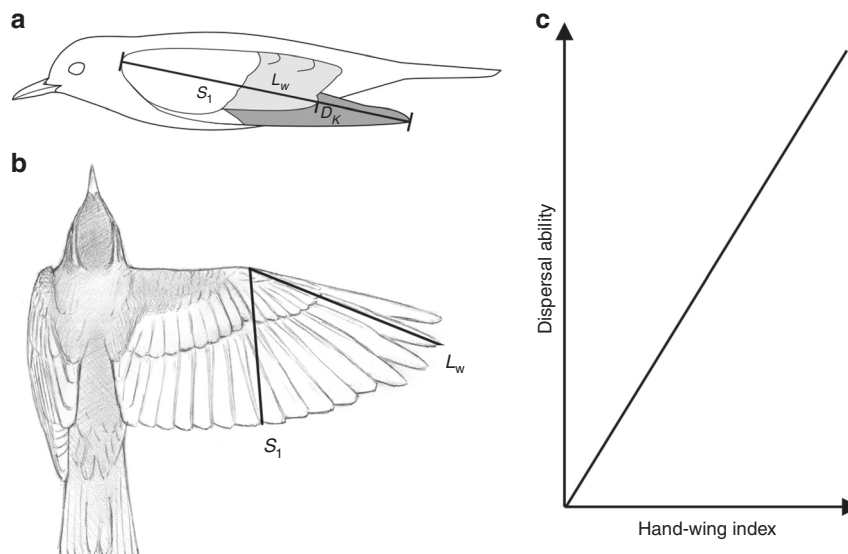 a
S1
Lw
DK
b
Lw
S1
c
Dispersal ability
Hand-wing index